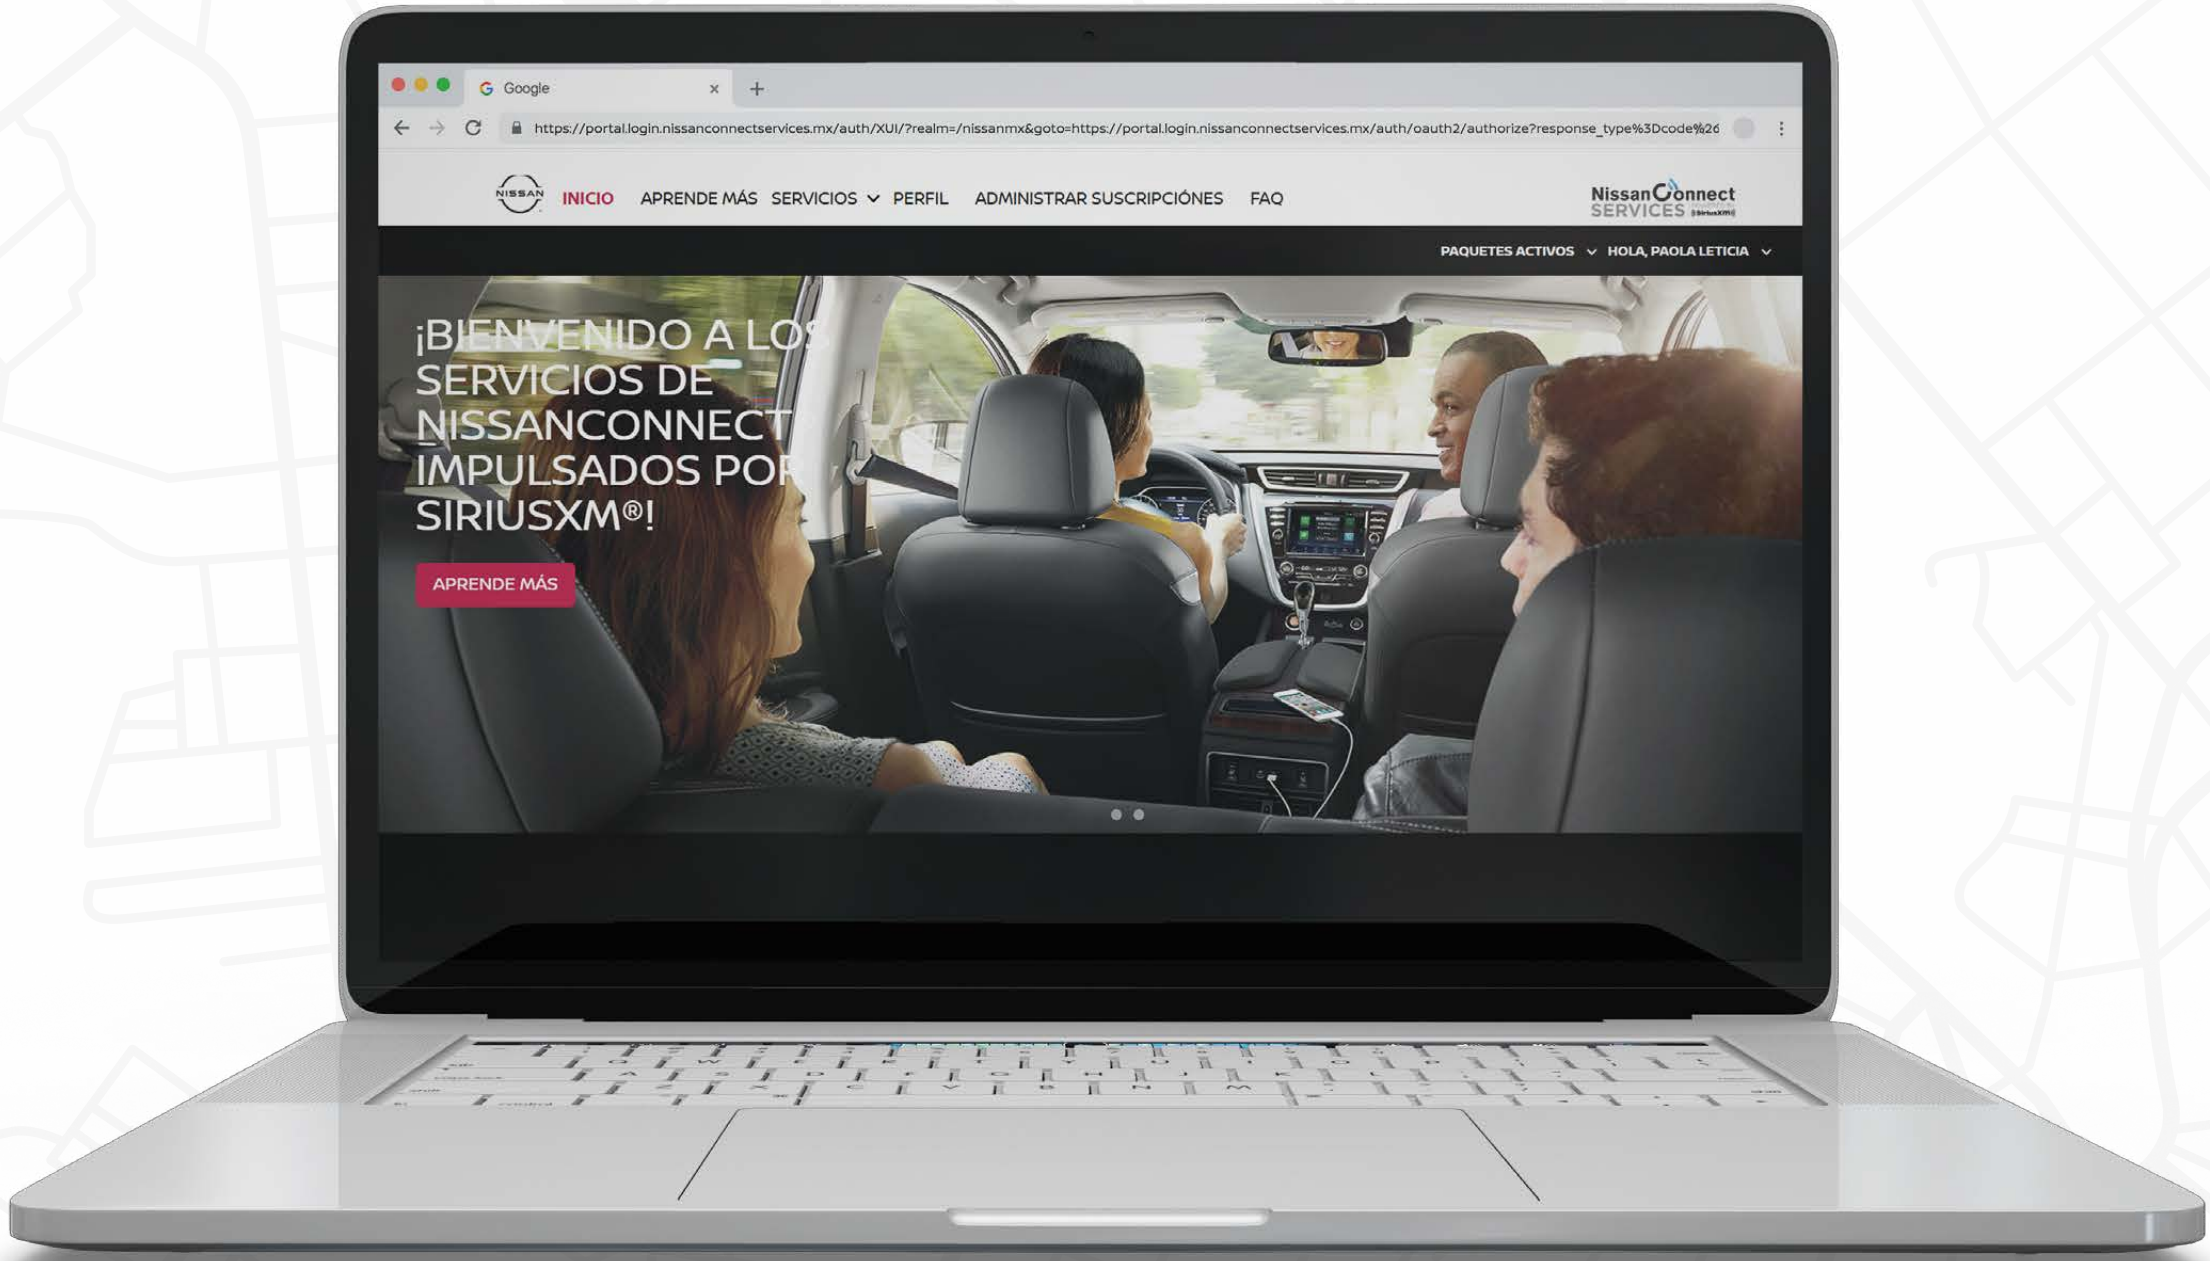 Google
https://portal.login.nissanconnectservices.mx/auth/XUI/?realm=/nissanmx&goto=https://portal.login.nissanconnectservices.mx/auth/oauth2/authorize?response_type%3Dcode%26
NISSAN INICIO APRENDE MÁS SERVICIOS PERFIL ADMINISTRAR SUSCRIPCIÓNES FAQ
NissanConnect
SERVICES SiriusXM
PAQUETES ACTIVOS HOLA, PAOLA LETICIA
¡BIENVENIDO A LOS
SERVICIOS DE
NISSANCONNECT
IMPULSADOS POR
SIRIUSXM®!
APRENDE MÁS